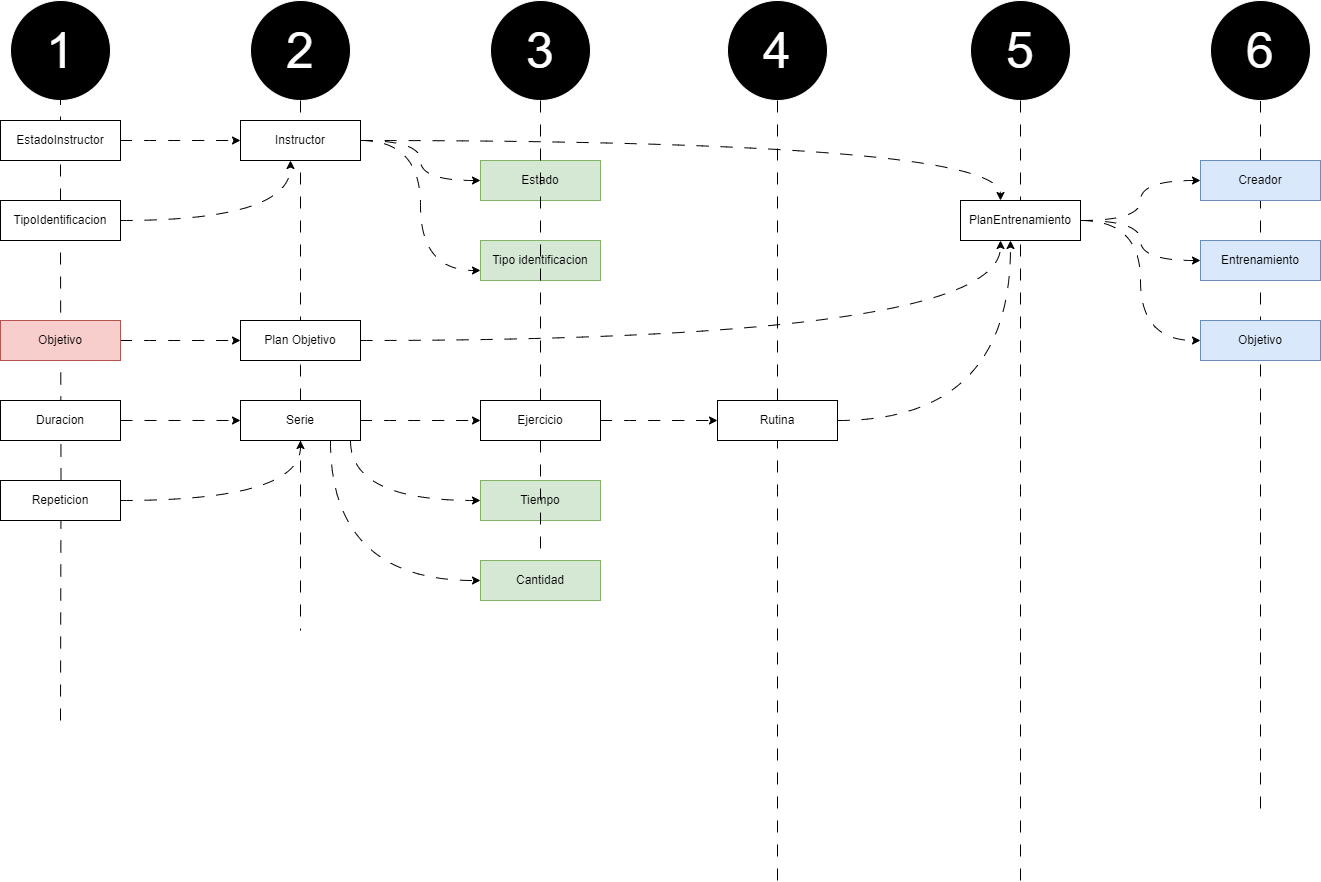 1
2
3
4
5
6
EstadoInstructor
Instructor
Estado
Creador
TipoIdentificacion
PlanEntrenamiento
Tipo identificacion
Entrenamiento
Objetivo
Plan Objetivo
Objetivo
Duracion
Serie
Ejercicio
Rutina
Repeticion
Tiempo
Cantidad